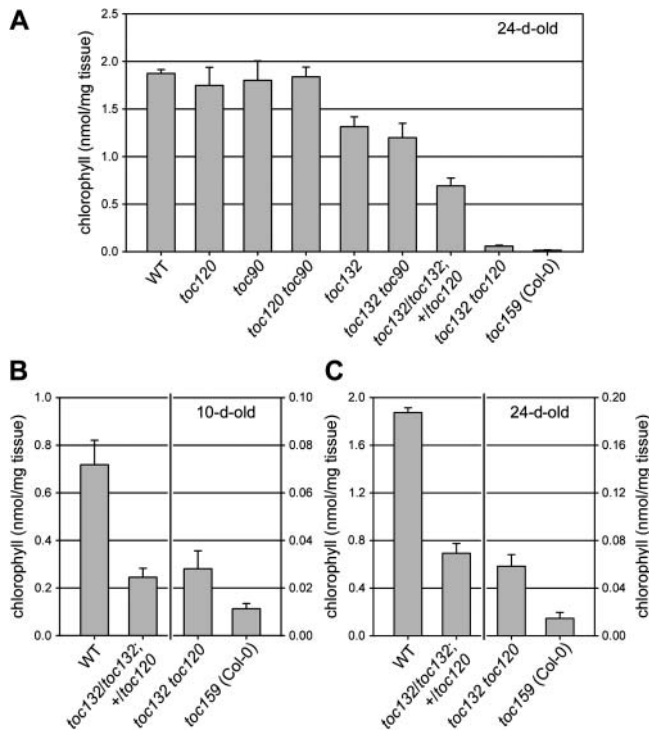 A
24-d-old
chlorophyll (nmol/mg tissue)
2.5
2.0
1.5
1.0
0.5
0.0
WT
toc120
toc90
toc120 toc90
toc132
toc132 toc90
toc132/toc132;
+/toc120
toc132 toc120
toc159 (Col-0)
B
10-d-old
chlorophyll (nmol/mg tissue)
1.0
0.8
0.6
0.4
0.2
0.0
0.10
0.08
0.06
0.04
0.02
0.00
WT
toc132/toc132;
+/toc120
toc132 toc120
toc159 (Col-0)
C
24-d-old
chlorophyll (nmol/mg tissue)
2.0
1.6
1.2
0.8
0.4
0.0
0.20
0.16
0.12
0.08
0.04
0.00
chlorophyll (nmol/mg tissue)
WT
toc132/toc132;
+/toc120
toc132 toc120
toc159 (Col-0)